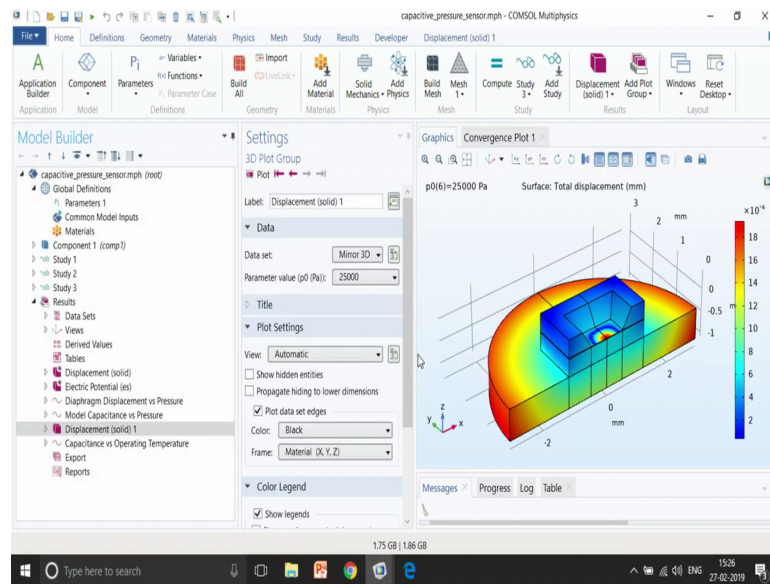 capacitive_pressure_sensor.mph - COMSOL Multiphysics
File Home Definitions Geometry Materials Physics Mesh Study Results Developer Displacement (solid) 1
Application Builder
Component
Pi Parameters
a= Variables
f(x) Functions
Pi Parameter Case
Build All
Import
LiveLink
Add Material
Solid Mechanics
Add Physics
Build Mesh
Mesh 1
Compute
Study 3
Add Study
Displacement (solid) 1
Add Plot Group
Windows
Reset Desktop
Application Model Definitions Geometry Materials Physics Mesh Study Results Layout
Model Builder
capacitive_pressure_sensor.mph (root)
Global Definitions
Pi Parameters 1
Common Model Inputs
Materials
Component 1 (comp1)
Study 1
Study 2
Study 3
Results
Data Sets
Views
Derived Values
Tables
Displacement (solid)
Electric Potential (es)
Diaphragm Displacement vs Pressure
Model Capacitance vs Pressure
Displacement (solid) 1
Capacitance vs Operating Temperature
Export
Reports
Settings
3D Plot Group
Plot
Label: Displacement (solid) 1
Data
Data set: Mirror 3D
Parameter value (p0 (Pa)): 25000
Title
Plot Settings
View: Automatic
Show hidden entities
Propagate hiding to lower dimensions
Plot data set edges
Color: Black
Frame: Material (X, Y, Z)
Color Legend
Show legends
Graphics Convergence Plot 1
p0(6)=25000 Pa Surface: Total displacement (mm)
3
2 mm
1
0
0
-0.5 m
-1
2
0
mm
-2
y z x
×10⁻⁴
18
16
14
12
10
8
6
4
2
Messages Progress Log Table
1.75 GB | 1.86 GB
Type here to search
ENG
15:26
27-02-2019